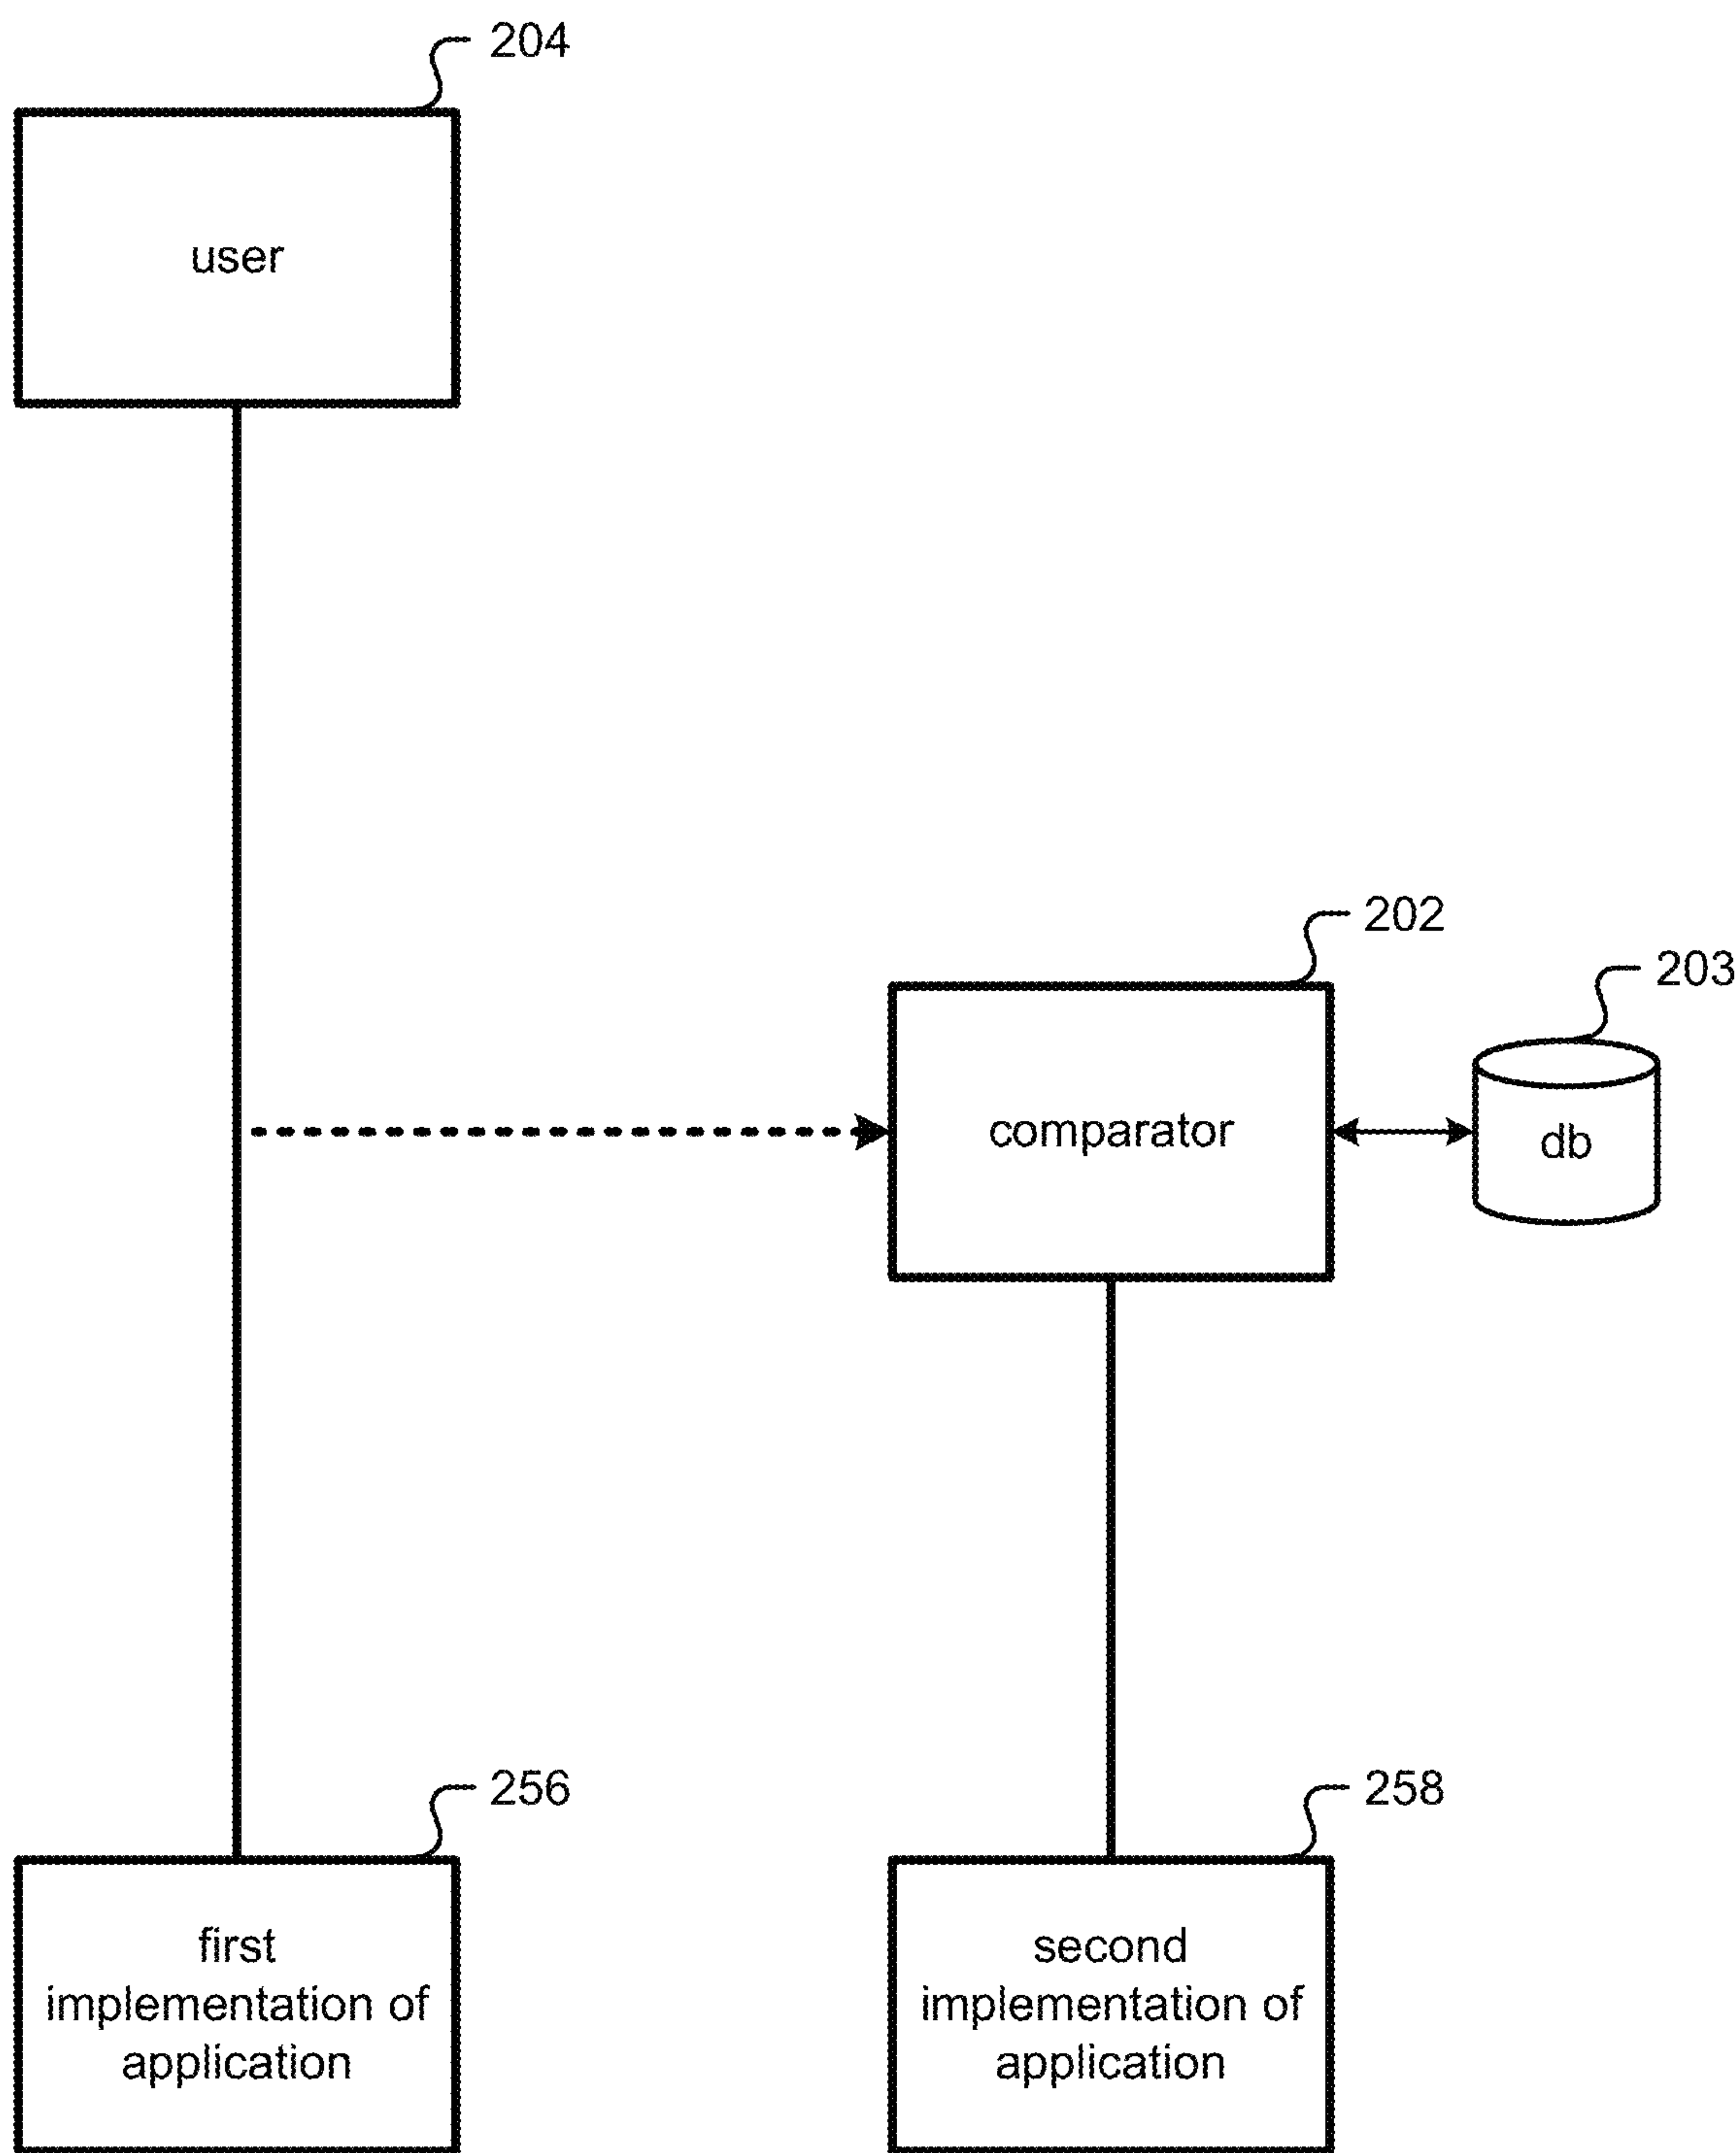 204
user
202
203
comparator
db
256
258
first
implementation of
application
second
implementation of
application